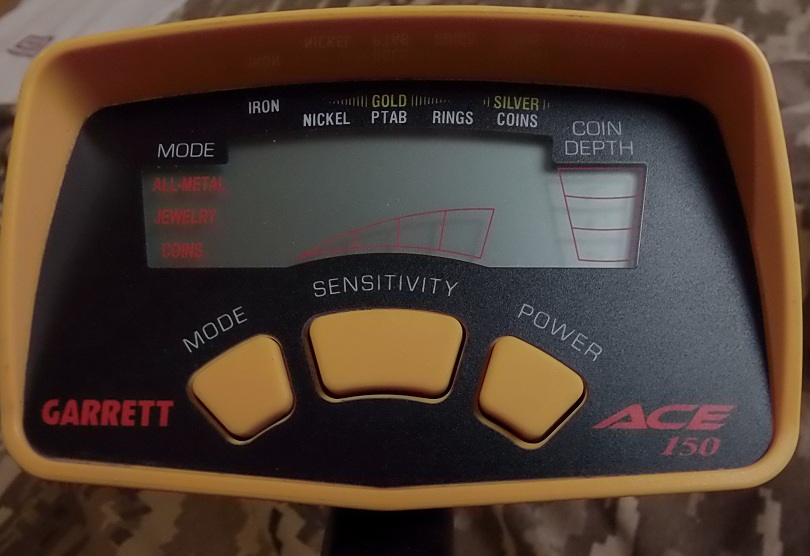 IRON
GOLD
SILVER
NICKEL PTAB RINGS COINS
MODE
COIN
DEPTH
ALL-METAL
JEWELRY
COINS
SENSITIVITY
MODE
POWER
GARRETT
ACE
150